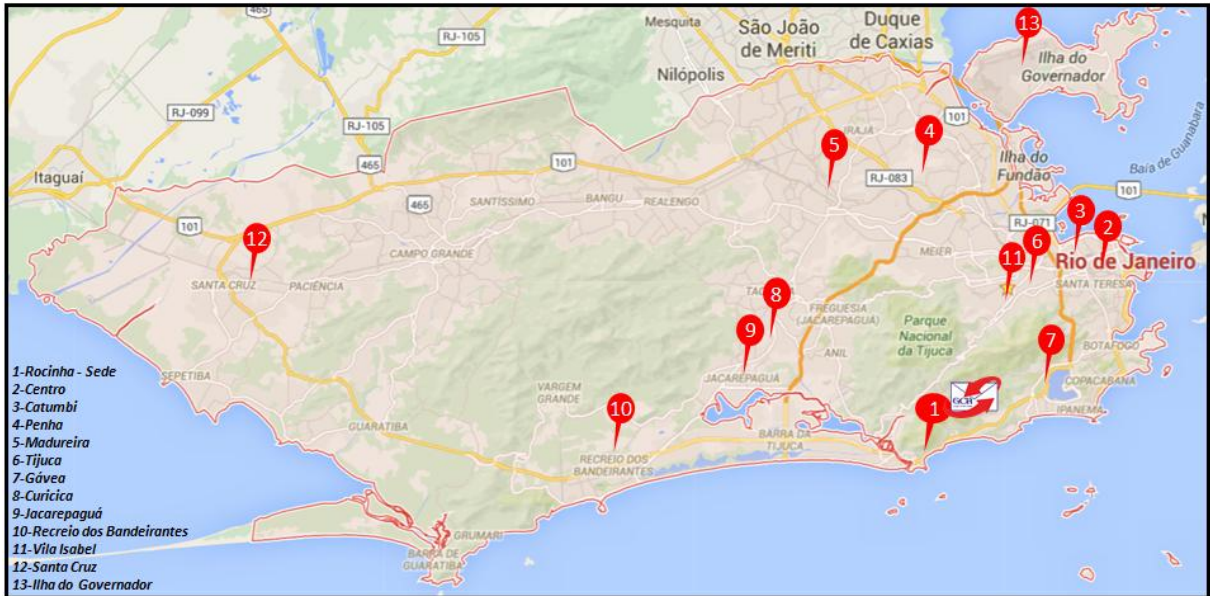 465
RJ-105
Mesquita
São João
de Meriti
Duque
de Caxias
13
Ilha do
Governador
Nilópolis
RJ-099
RJ-105
101
4
IRAJÁ
5
465
101
Ilha do
Fundão
Baía de Guanabara
Itaguaí
RJ-083
101
SANTÍSSIMO
BANGU
REALENGO
465
3
101
RJ-071
2
12
6
CAMPO GRANDE
MEIER
11
Rio de Janeiro
SANTA CRUZ
PACIÊNCIA
SANTA TERESA
8
FREGUESIA
(JACAREPAGUÁ)
Parque
Nacional
da Tijuca
9
7
BOTAFOGO
ANIL
1-Rocinha - Sede
2-Centro
3-Catumbi
4-Penha
5-Madureira
6-Tijuca
7-Gávea
8-Curicica
9-Jacarepaguá
10-Recreio dos Bandeirantes
11-Vila Isabel
12-Santa Cruz
13-Ilha do Governador
SEPETIBA
JACAREPAGUÁ
COPACABANA
VARGEM
GRANDE
GCH
10
1
IPANEMA
GUARATIBA
BARRA DA
TIJUCA
RECREIO DOS
BANDEIRANTES
GRUMARI
BARRA DE
GUARATIBA